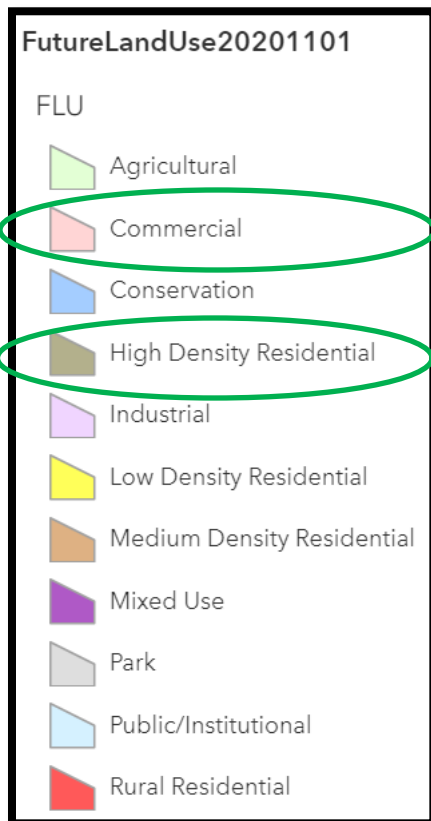 FutureLandUse20201101
FLU
Agricultural
Commercial
Conservation
High Density Residential
Industrial
Low Density Residential
Medium Density Residential
Mixed Use
Park
Public/Institutional
Rural Residential